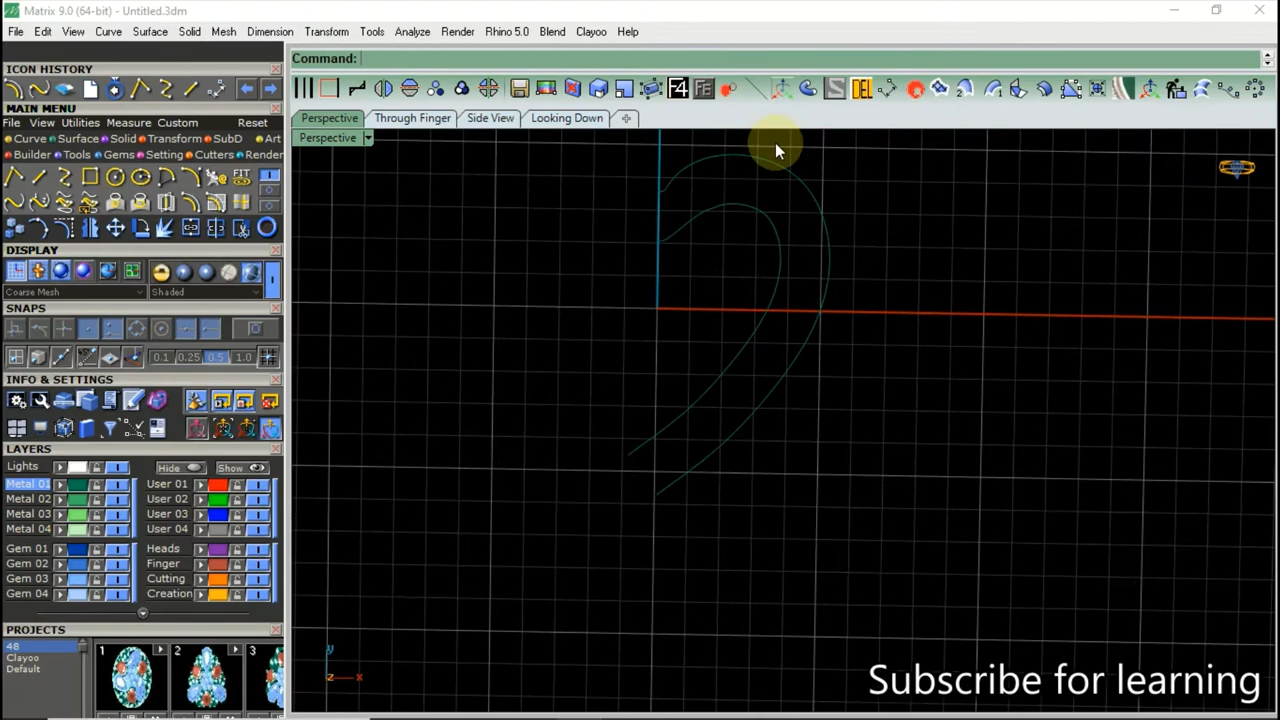 Matrix 9.0 (64-bit) - Untitled.3dm
File Edit View Curve Surface Solid Mesh Dimension Transform Tools Analyze Render Rhino 5.0 Blend Clayoo Help
ICON HISTORY
Command:
F4 FE S DEL
MAIN MENU
File View Utilities Measure Custom Reset
Curve Surface Solid Transform SubD Art
Builder Tools Gems Setting Cutters Render
FIT
Perspective Through Finger Side View Looking Down
Perspective
DISPLAY
Coarse Mesh Shaded
SNAPS
0.1 0.25 0.5 1.0
INFO & SETTINGS
LAYERS
Lights Hide Show
Metal 01 User 01
Metal 02 User 02
Metal 03 User 03
Metal 04 User 04
Gem 01 Heads
Gem 02 Finger
Gem 03 Cutting
Gem 04 Creation
PROJECTS
48
Clayoo
Default
1 2 3
y
z x
Subscribe for learning